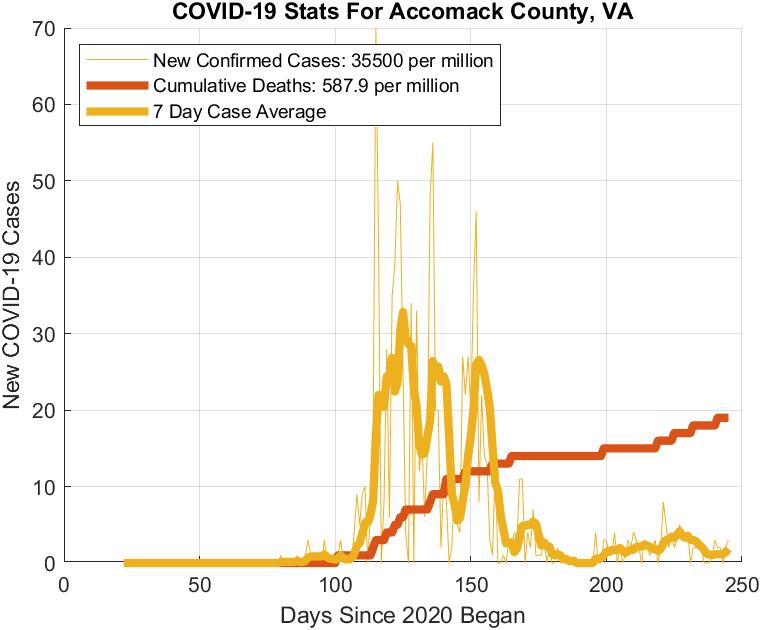 COVID-19 Stats For Accomack County, VA
70
60
50
40
30
20
10
0
New Confirmed Cases: 35500 per million
Cumulative Deaths: 587.9 per million
7 Day Case Average
New COVID-19 Cases
0 50 100 150 200 250
Days Since 2020 Began